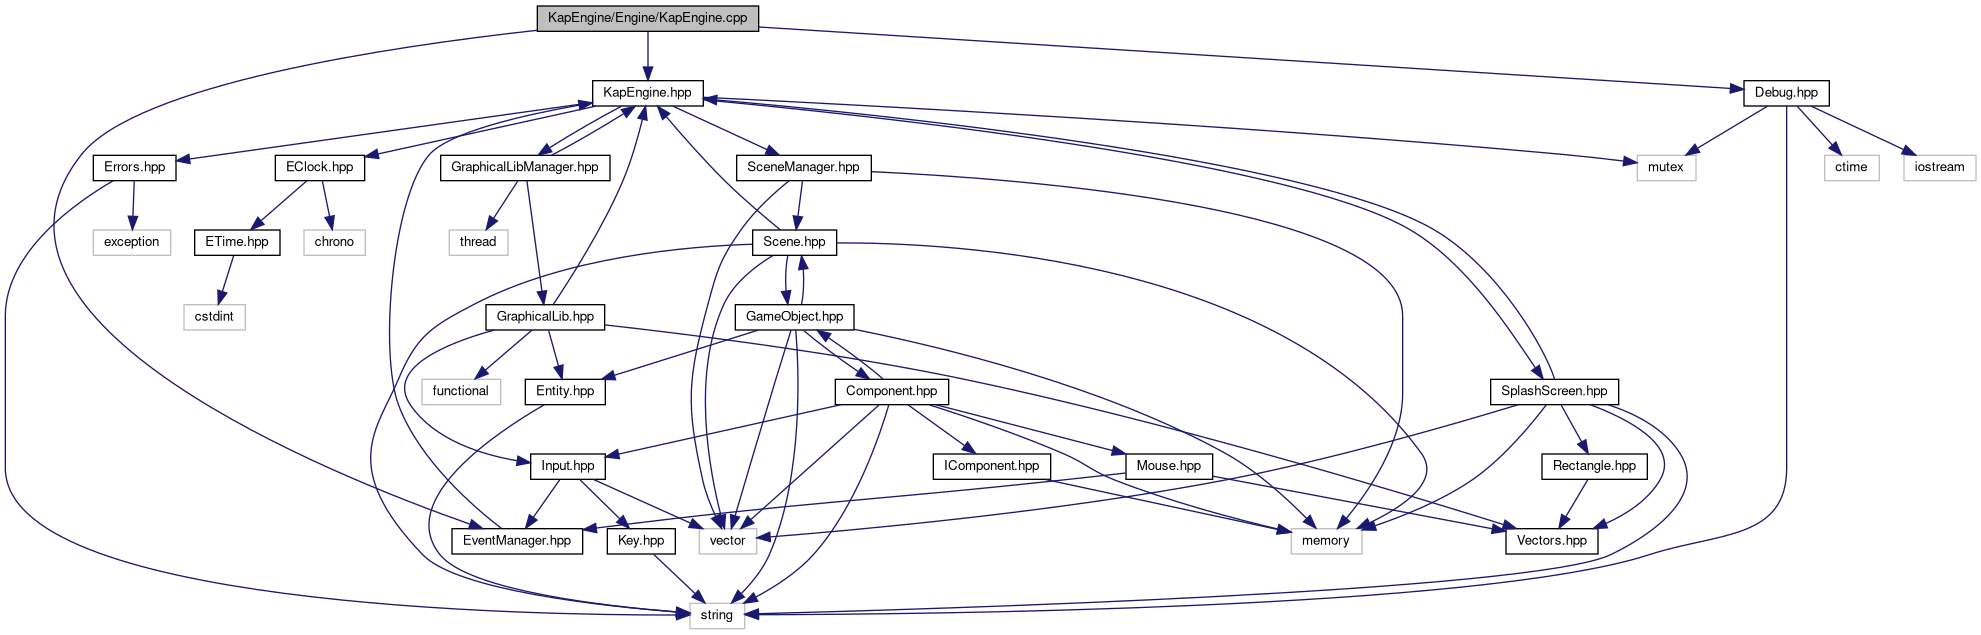 KapEngine/Engine/KapEngine.cpp
KapEngine.hpp
Debug.hpp
Errors.hpp
EClock.hpp
GraphicalLibManager.hpp
SceneManager.hpp
mutex
ctime
iostream
exception
ETime.hpp
chrono
thread
Scene.hpp
cstdint
GraphicalLib.hpp
GameObject.hpp
functional
Entity.hpp
Component.hpp
SplashScreen.hpp
Input.hpp
IComponent.hpp
Mouse.hpp
Rectangle.hpp
EventManager.hpp
Key.hpp
vector
memory
Vectors.hpp
string